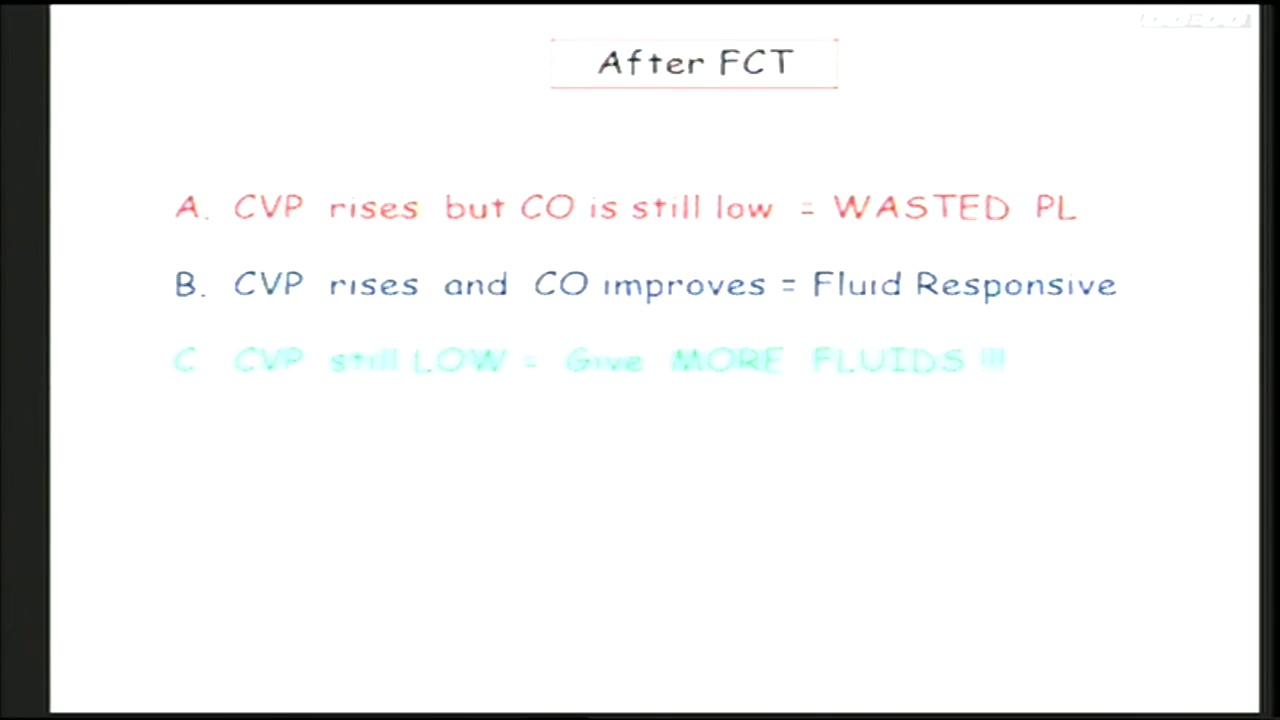 After FCT
A. CVP rises but CO is still low = WASTED PL
B. CVP rises and CO improves = Fluid Responsive
C CVP still LOW = Give MORE FLUIDS !!!